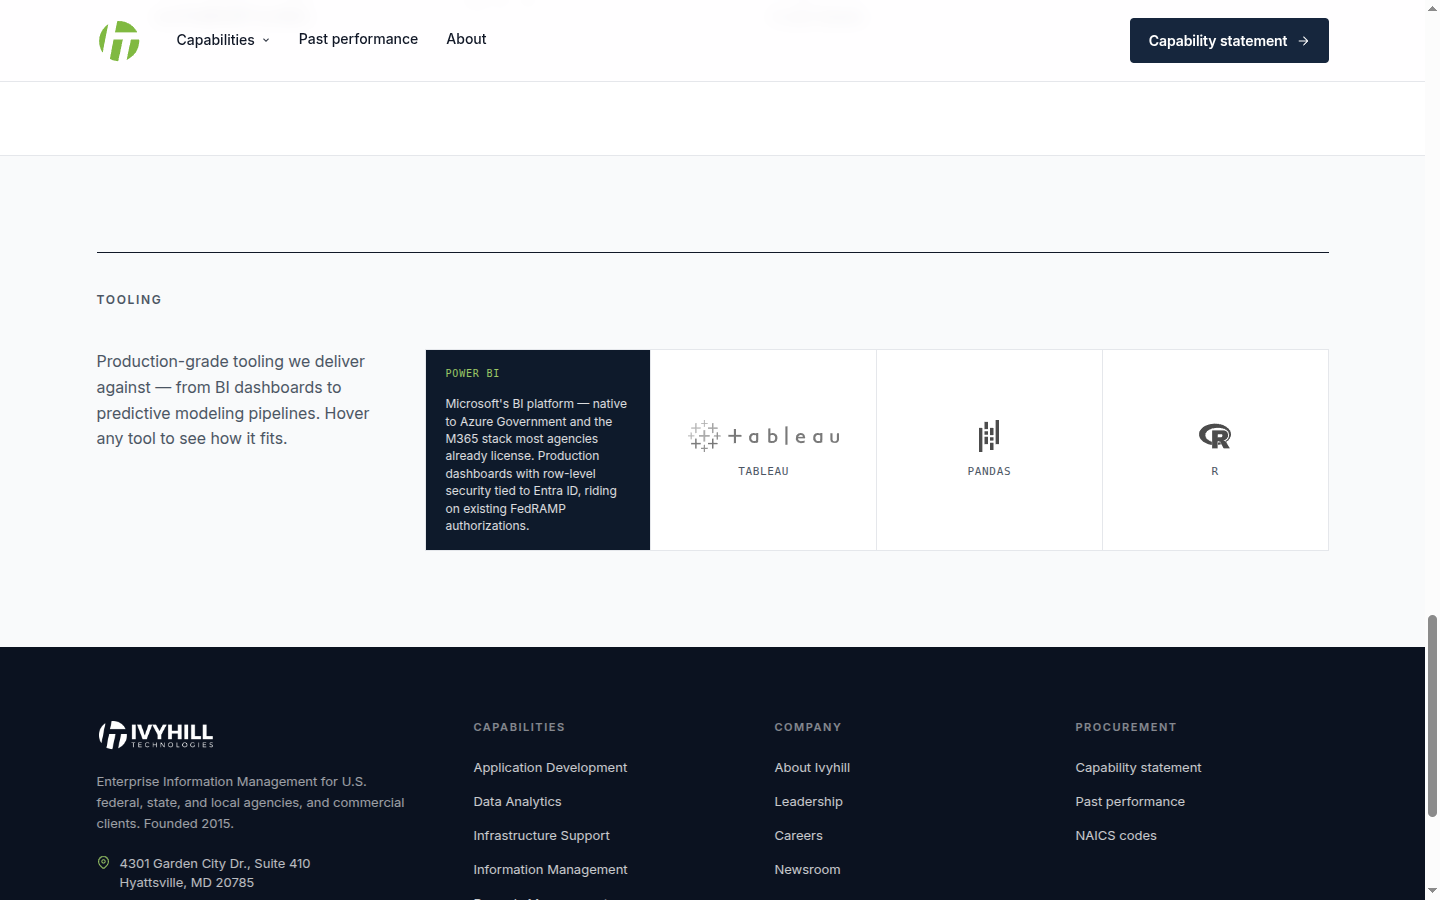 Capabilities
Past performance
About
Capability statement
TOOLING
Production-grade tooling we deliver
against — from BI dashboards to
predictive modeling pipelines. Hover
any tool to see how it fits.
POWER BI
Microsoft's BI platform — native
to Azure Government and the
M365 stack most agencies
already license. Production
dashboards with row-level
security tied to Entra ID, riding
on existing FedRAMP
authorizations.
tableau
TABLEAU
PANDAS
R
R
IVYHILL
TECHNOLOGIES
Enterprise Information Management for U.S.
federal, state, and local agencies, and commercial
clients. Founded 2015.
4301 Garden City Dr., Suite 410
Hyattsville, MD 20785
CAPABILITIES
Application Development
Data Analytics
Infrastructure Support
Information Management
COMPANY
About Ivyhill
Leadership
Careers
Newsroom
PROCUREMENT
Capability statement
Past performance
NAICS codes